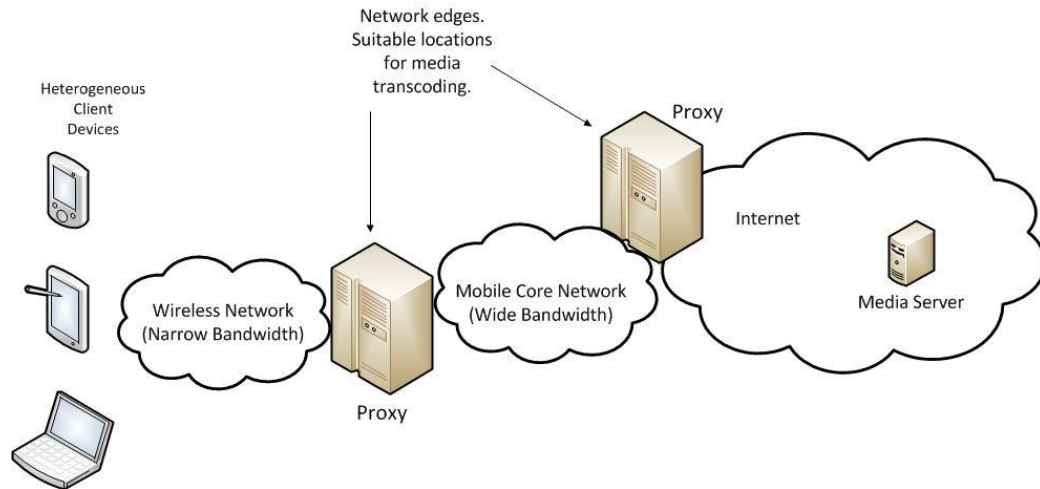 Network edges.
Suitable locations
for media
transcoding.
Heterogeneous
Client
Devices
Proxy
Internet
Media Server
Mobile Core Network
(Wide Bandwidth)
Wireless Network
(Narrow Bandwidth)
Proxy